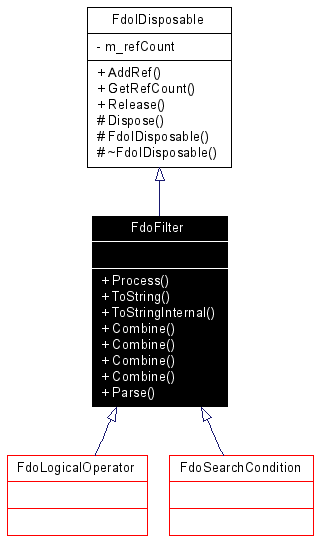 FdoIDisposable
- m_refCount
+ AddRef()
+ GetRefCount()
+ Release()
# Dispose()
# FdoIDisposable()
# ~FdoIDisposable()
FdoFilter
+ Process()
+ ToString()
+ ToStringInternal()
+ Combine()
+ Combine()
+ Combine()
+ Combine()
+ Parse()
FdoLogicalOperator
FdoSearchCondition